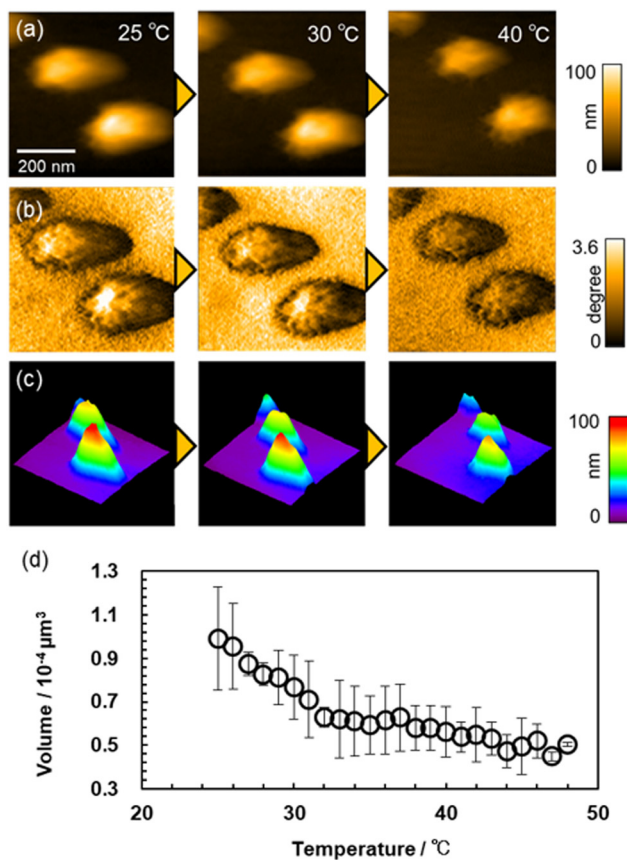 (a) 25 ℃ 30 ℃ 40 ℃
200 nm
100
nm
0
(b)
3.6
degree
0
(c)
100
nm
0
(d)
1.3
1.1
0.9
0.7
0.5
0.3
Volume / 10⁻⁴ μm³
20 30 40 50
Temperature / ℃